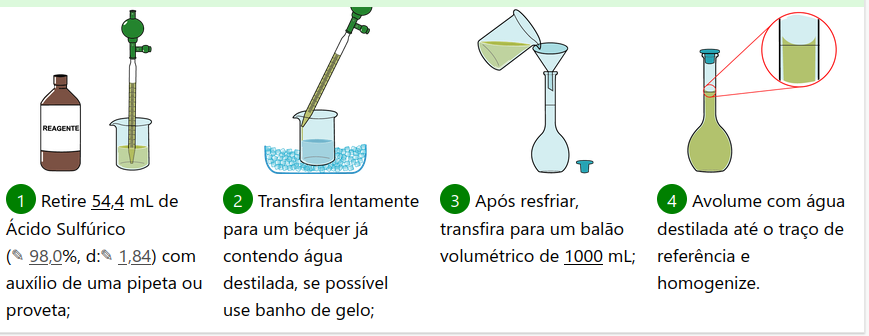 REAGENTE
1 Retire 54,4 mL de
Ácido Sulfúrico
(✎ 98,0%, d:✎ 1,84) com
auxílio de uma pipeta ou
proveta;
2 Transfira lentamente
para um béquer já
contendo água
destilada, se possível
use banho de gelo;
3 Após resfriar,
transfira para um balão
volumétrico de 1000 mL;
4 Avolume com água
destilada até o traço de
referência e
homogenize.